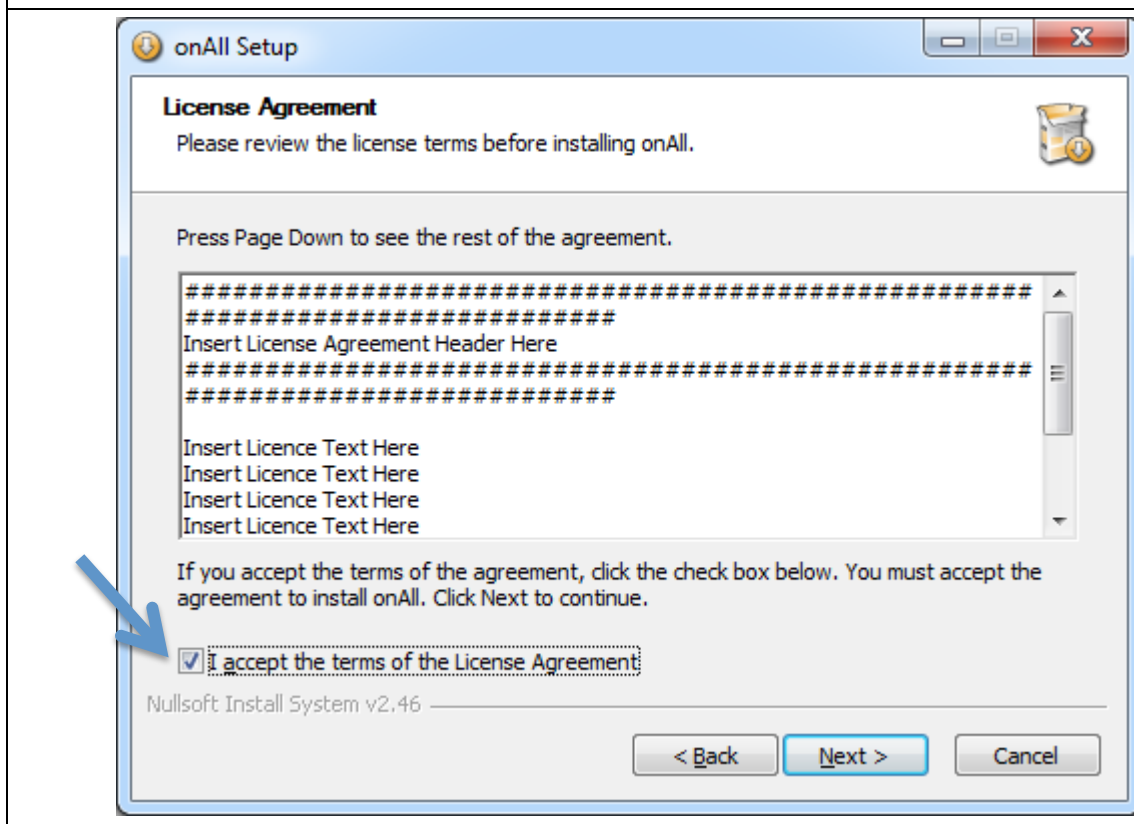 onAll Setup
License Agreement
Please review the license terms before installing onAll.
Press Page Down to see the rest of the agreement.
#####################################################
###########################
Insert License Agreement Header Here
#####################################################
###########################
Insert Licence Text Here
Insert Licence Text Here
Insert Licence Text Here
Insert Licence Text Here
If you accept the terms of the agreement, click the check box below. You must accept the
agreement to install onAll. Click Next to continue.
I accept the terms of the License Agreement
Nullsoft Install System v2.46
< Back Next > Cancel